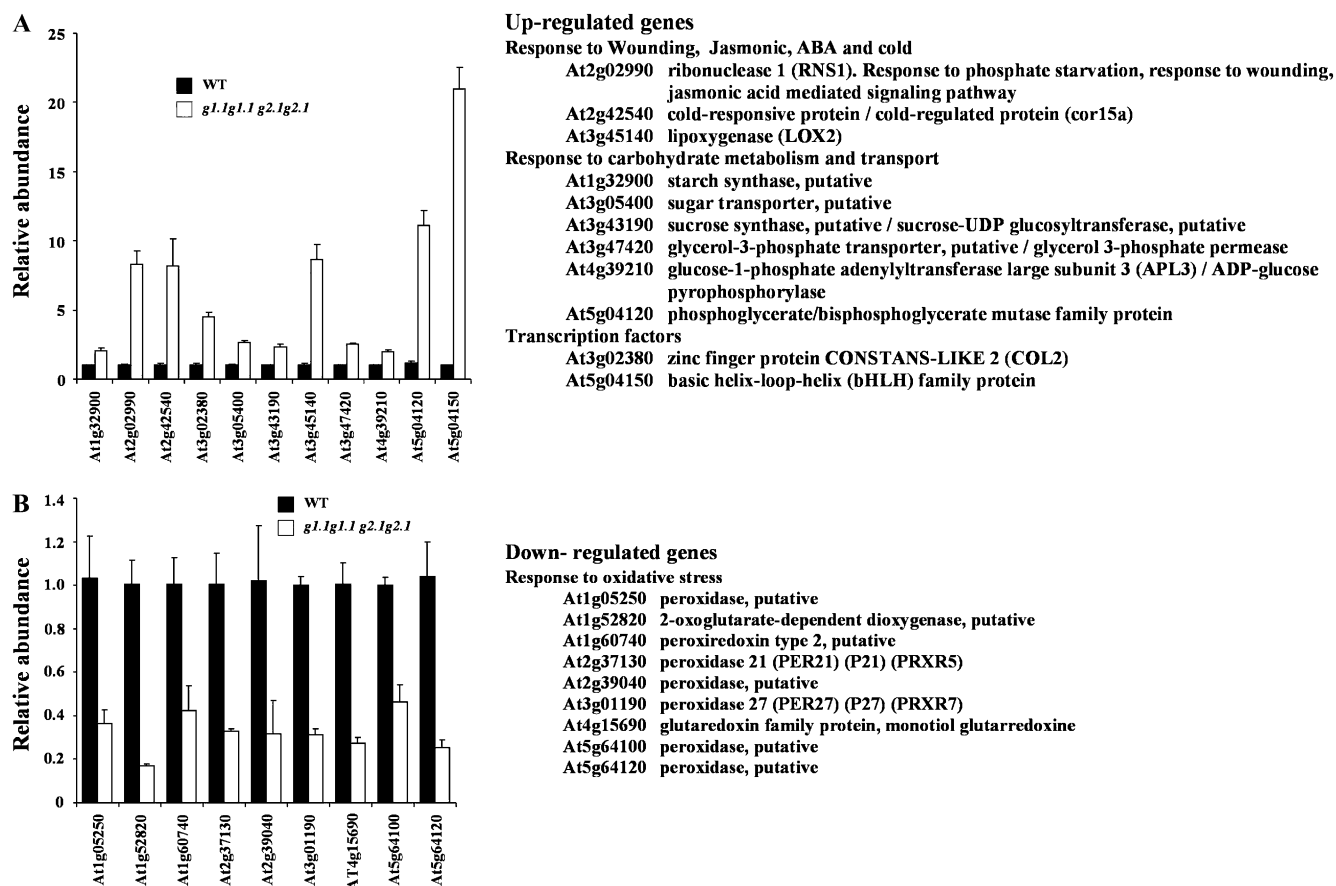 A
Relative abundance
25
20
15
10
5
0
WT
g1.1g1.1 g2.1g2.1
At1g32900
At2g02990
At2g42540
At3g02380
At3g05400
At3g43190
At3g45140
At3g47420
At4g39210
At5g04120
At5g04150
Up-regulated genes
Response to Wounding, Jasmonic, ABA and cold
At2g02990 ribonuclease 1 (RNS1). Response to phosphate starvation, response to wounding,
jasmonic acid mediated signaling pathway
At2g42540 cold-responsive protein / cold-regulated protein (cor15a)
At3g45140 lipoxygenase (LOX2)
Response to carbohydrate metabolism and transport
At1g32900 starch synthase, putative
At3g05400 sugar transporter, putative
At3g43190 sucrose synthase, putative / sucrose-UDP glucosyltransferase, putative
At3g47420 glycerol-3-phosphate transporter, putative / glycerol 3-phosphate permease
At4g39210 glucose-1-phosphate adenylyltransferase large subunit 3 (APL3) / ADP-glucose
pyrophosphorylase
At5g04120 phosphoglycerate/bisphosphoglycerate mutase family protein
Transcription factors
At3g02380 zinc finger protein CONSTANS-LIKE 2 (COL2)
At5g04150 basic helix-loop-helix (bHLH) family protein
B
Relative abundance
1.4
1.2
1.0
0.8
0.6
0.4
0.2
0
WT
g1.1g1.1 g2.1g2.1
At1g05250
At1g52820
At1g60740
At2g37130
At2g39040
At3g01190
AT4g15690
At5g64100
At5g64120
Down- regulated genes
Response to oxidative stress
At1g05250 peroxidase, putative
At1g52820 2-oxoglutarate-dependent dioxygenase, putative
At1g60740 peroxiredoxin type 2, putative
At2g37130 peroxidase 21 (PER21) (P21) (PRXR5)
At2g39040 peroxidase, putative
At3g01190 peroxidase 27 (PER27) (P27) (PRXR7)
At4g15690 glutaredoxin family protein, monotiol glutarredoxine
At5g64100 peroxidase, putative
At5g64120 peroxidase, putative